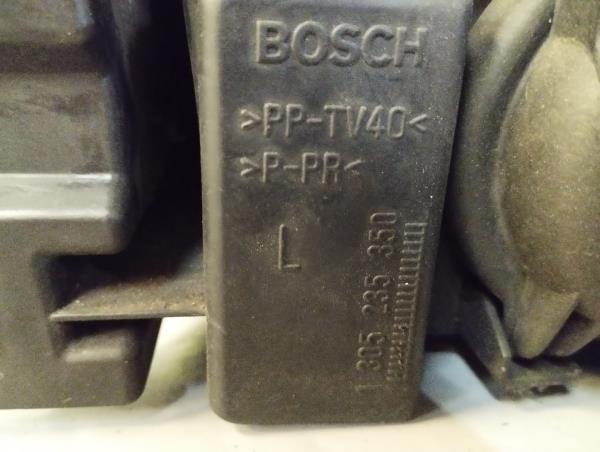 BOSCH
>PP-TV40<
>P-PR<
L
1 305 235 350